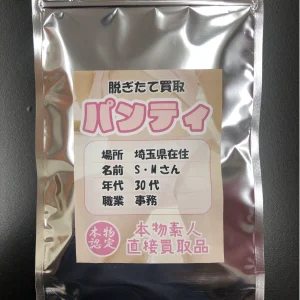 脱ぎたて買取
パンティ
場所 埼玉県在住
名前 S・Mさん
年代 30代
職業 事務
本物
認定
本物素人
直接買取品